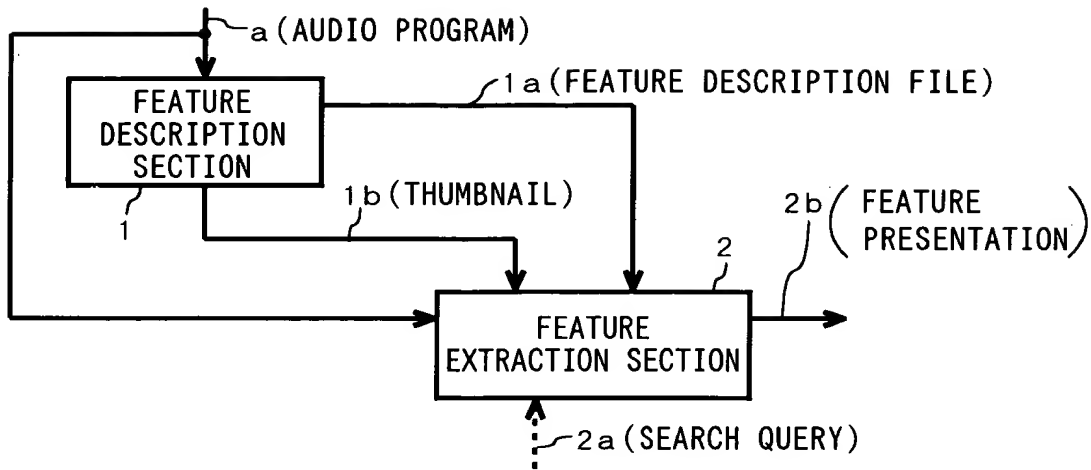 a (AUDIO PROGRAM)
1a (FEATURE DESCRIPTION FILE)
FEATURE
DESCRIPTION
SECTION
1
1b (THUMBNAIL)
2b (FEATURE
PRESENTATION)
2
FEATURE
EXTRACTION SECTION
2a (SEARCH QUERY)